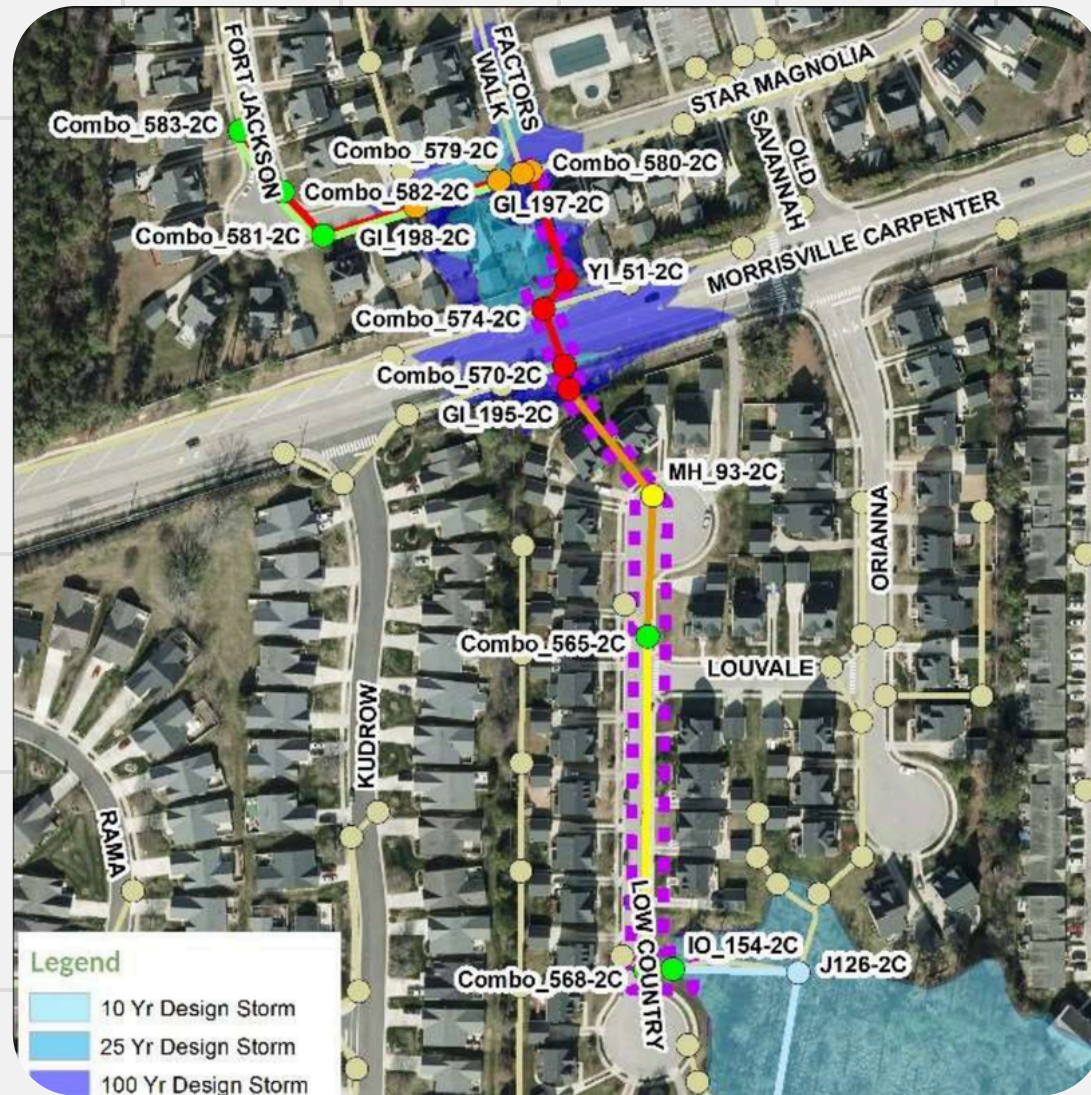 FORT JACKSON
FACTORS
WALK
STAR MAGNOLIA
Combo_583-2C
Combo_579-2C
Combo_580-2C
OLD
SAVANNAH
Combo_582-2C
GI_197-2C
Combo_581-2C
GI_198-2C
MORRISVILLE CARPENTER
YI_51-2C
Combo_574-2C
Combo_570-2C
GI_195-2C
MH_93-2C
ORIANNA
Combo_565-2C
LOUVALE
KUDROW
RAMA
LOW COUNTRY
IO_154-2C
J126-2C
Combo_568-2C
Legend
10 Yr Design Storm
25 Yr Design Storm
100 Yr Design Storm